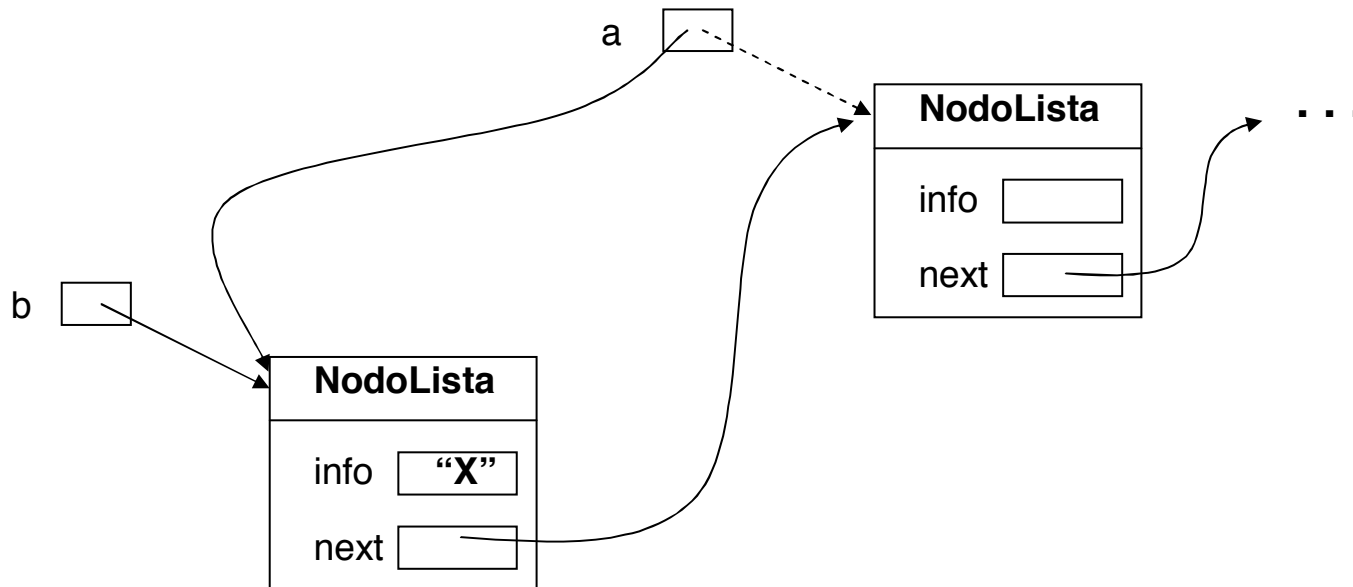 a
NodoLista
. . .
info
next
b
NodoLista
info “X”
next